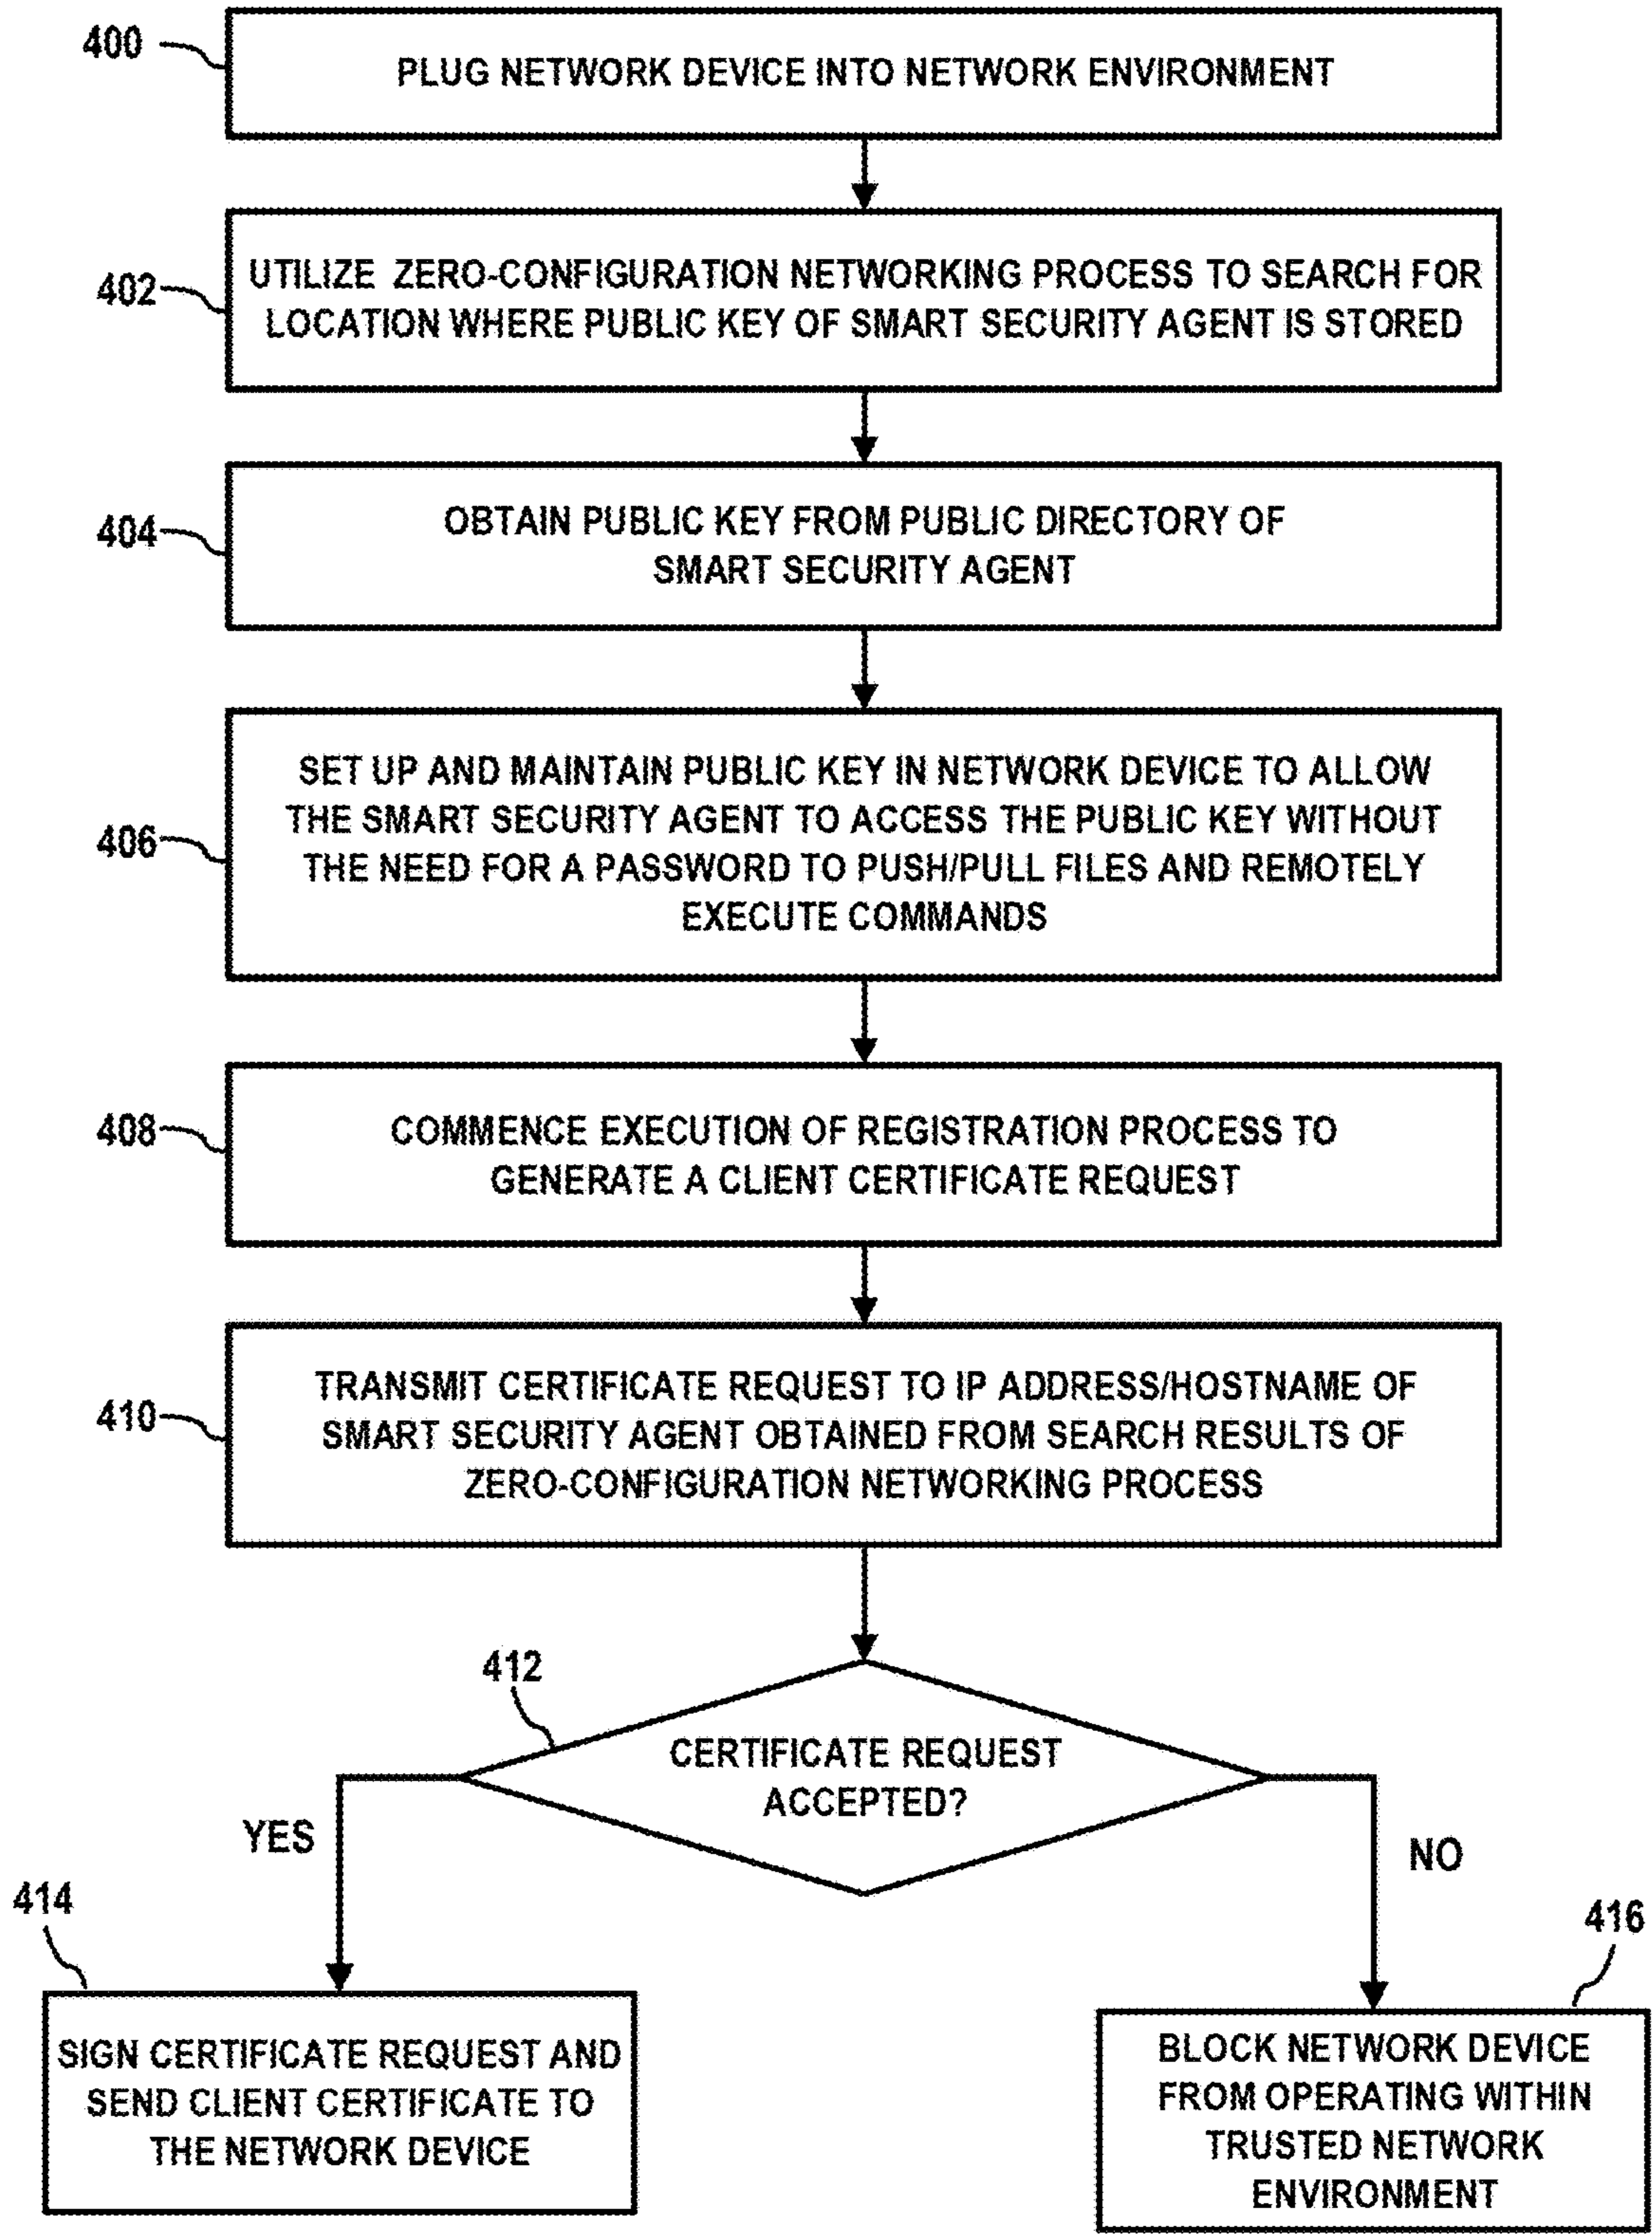 400
PLUG NETWORK DEVICE INTO NETWORK ENVIRONMENT
402
UTILIZE ZERO-CONFIGURATION NETWORKING PROCESS TO SEARCH FOR
LOCATION WHERE PUBLIC KEY OF SMART SECURITY AGENT IS STORED
404
OBTAIN PUBLIC KEY FROM PUBLIC DIRECTORY OF
SMART SECURITY AGENT
406
SET UP AND MAINTAIN PUBLIC KEY IN NETWORK DEVICE TO ALLOW
THE SMART SECURITY AGENT TO ACCESS THE PUBLIC KEY WITHOUT
THE NEED FOR A PASSWORD TO PUSH/PULL FILES AND REMOTELY
EXECUTE COMMANDS
408
COMMENCE EXECUTION OF REGISTRATION PROCESS TO
GENERATE A CLIENT CERTIFICATE REQUEST
410
TRANSMIT CERTIFICATE REQUEST TO IP ADDRESS/HOSTNAME OF
SMART SECURITY AGENT OBTAINED FROM SEARCH RESULTS OF
ZERO-CONFIGURATION NETWORKING PROCESS
412
CERTIFICATE REQUEST
ACCEPTED?
YES
NO
414
SIGN CERTIFICATE REQUEST AND
SEND CLIENT CERTIFICATE TO
THE NETWORK DEVICE
416
BLOCK NETWORK DEVICE
FROM OPERATING WITHIN
TRUSTED NETWORK
ENVIRONMENT